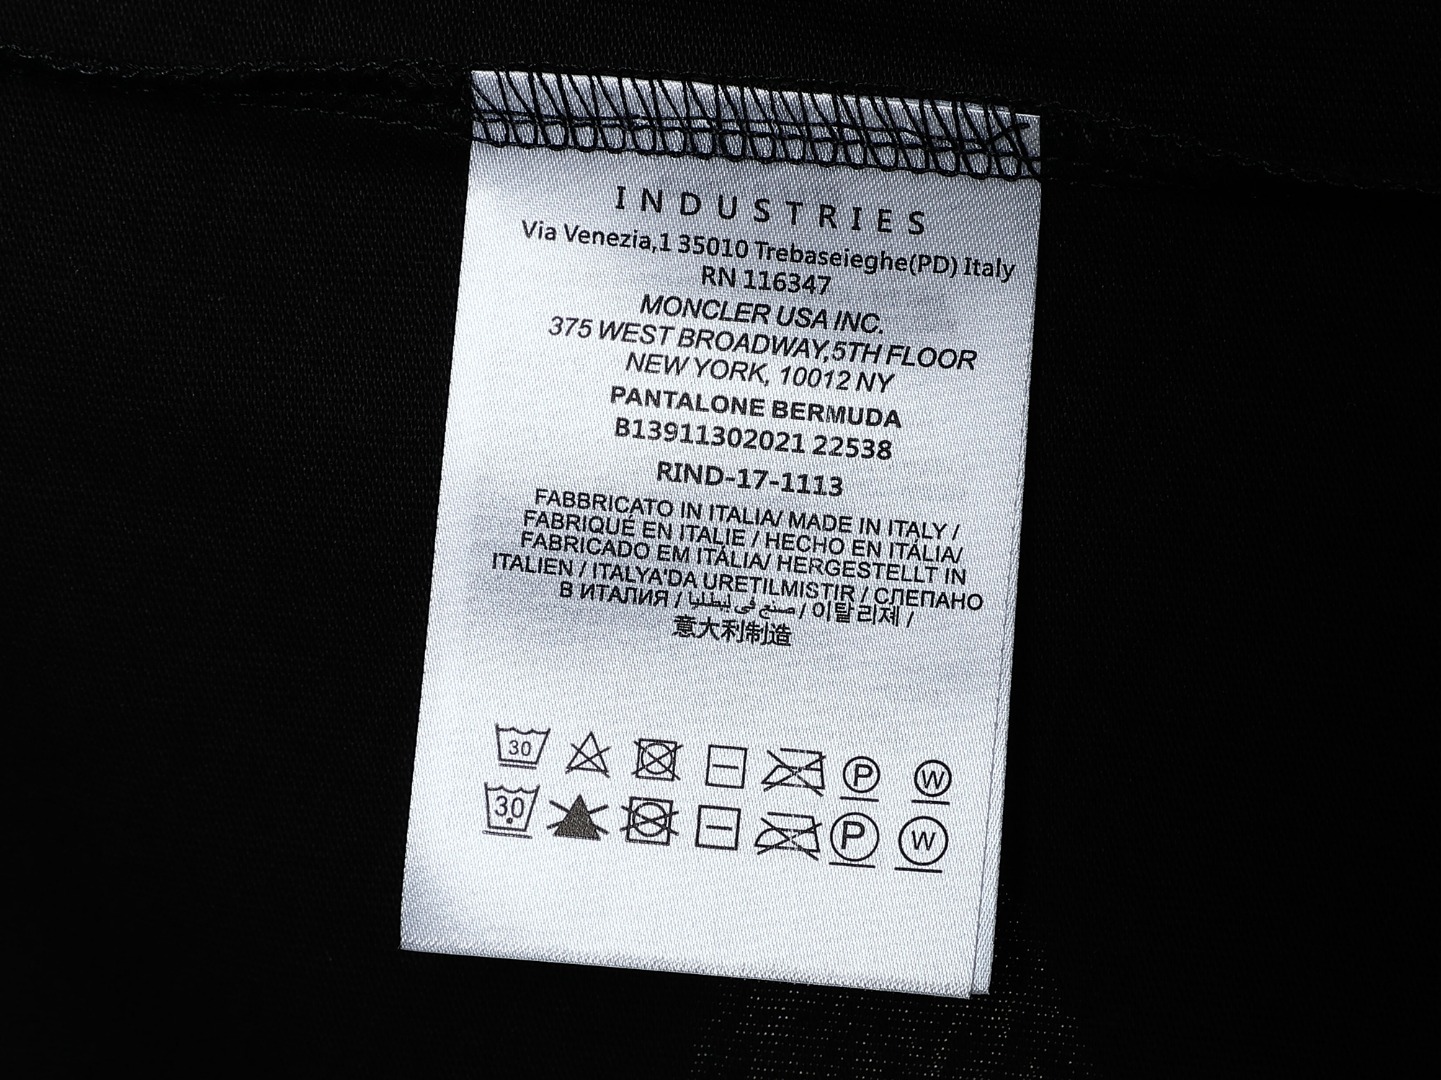 INDUSTRIES
Via Venezia,1 35010 Trebaseieghe(PD) Italy
RN 116347
MONCLER USA INC.
375 WEST BROADWAY,5TH FLOOR
NEW YORK, 10012 NY
PANTALONE BERMUDA
B13911302021 22538
RIND-17-1113
FABBRICATO IN ITALIA/ MADE IN ITALY /
FABRIQUÉ EN ITALIE / HECHO EN ITÁLIA/
FABRICADO EM ITÁLIA/ HERGESTELLT IN
ITALIEN / ITALYA'DA URETILMISTIR / СЛЕПАНО
В ИТАЛИЯ / صنع في / 이탈리제 /
意大利制造
30 P W
30 P W